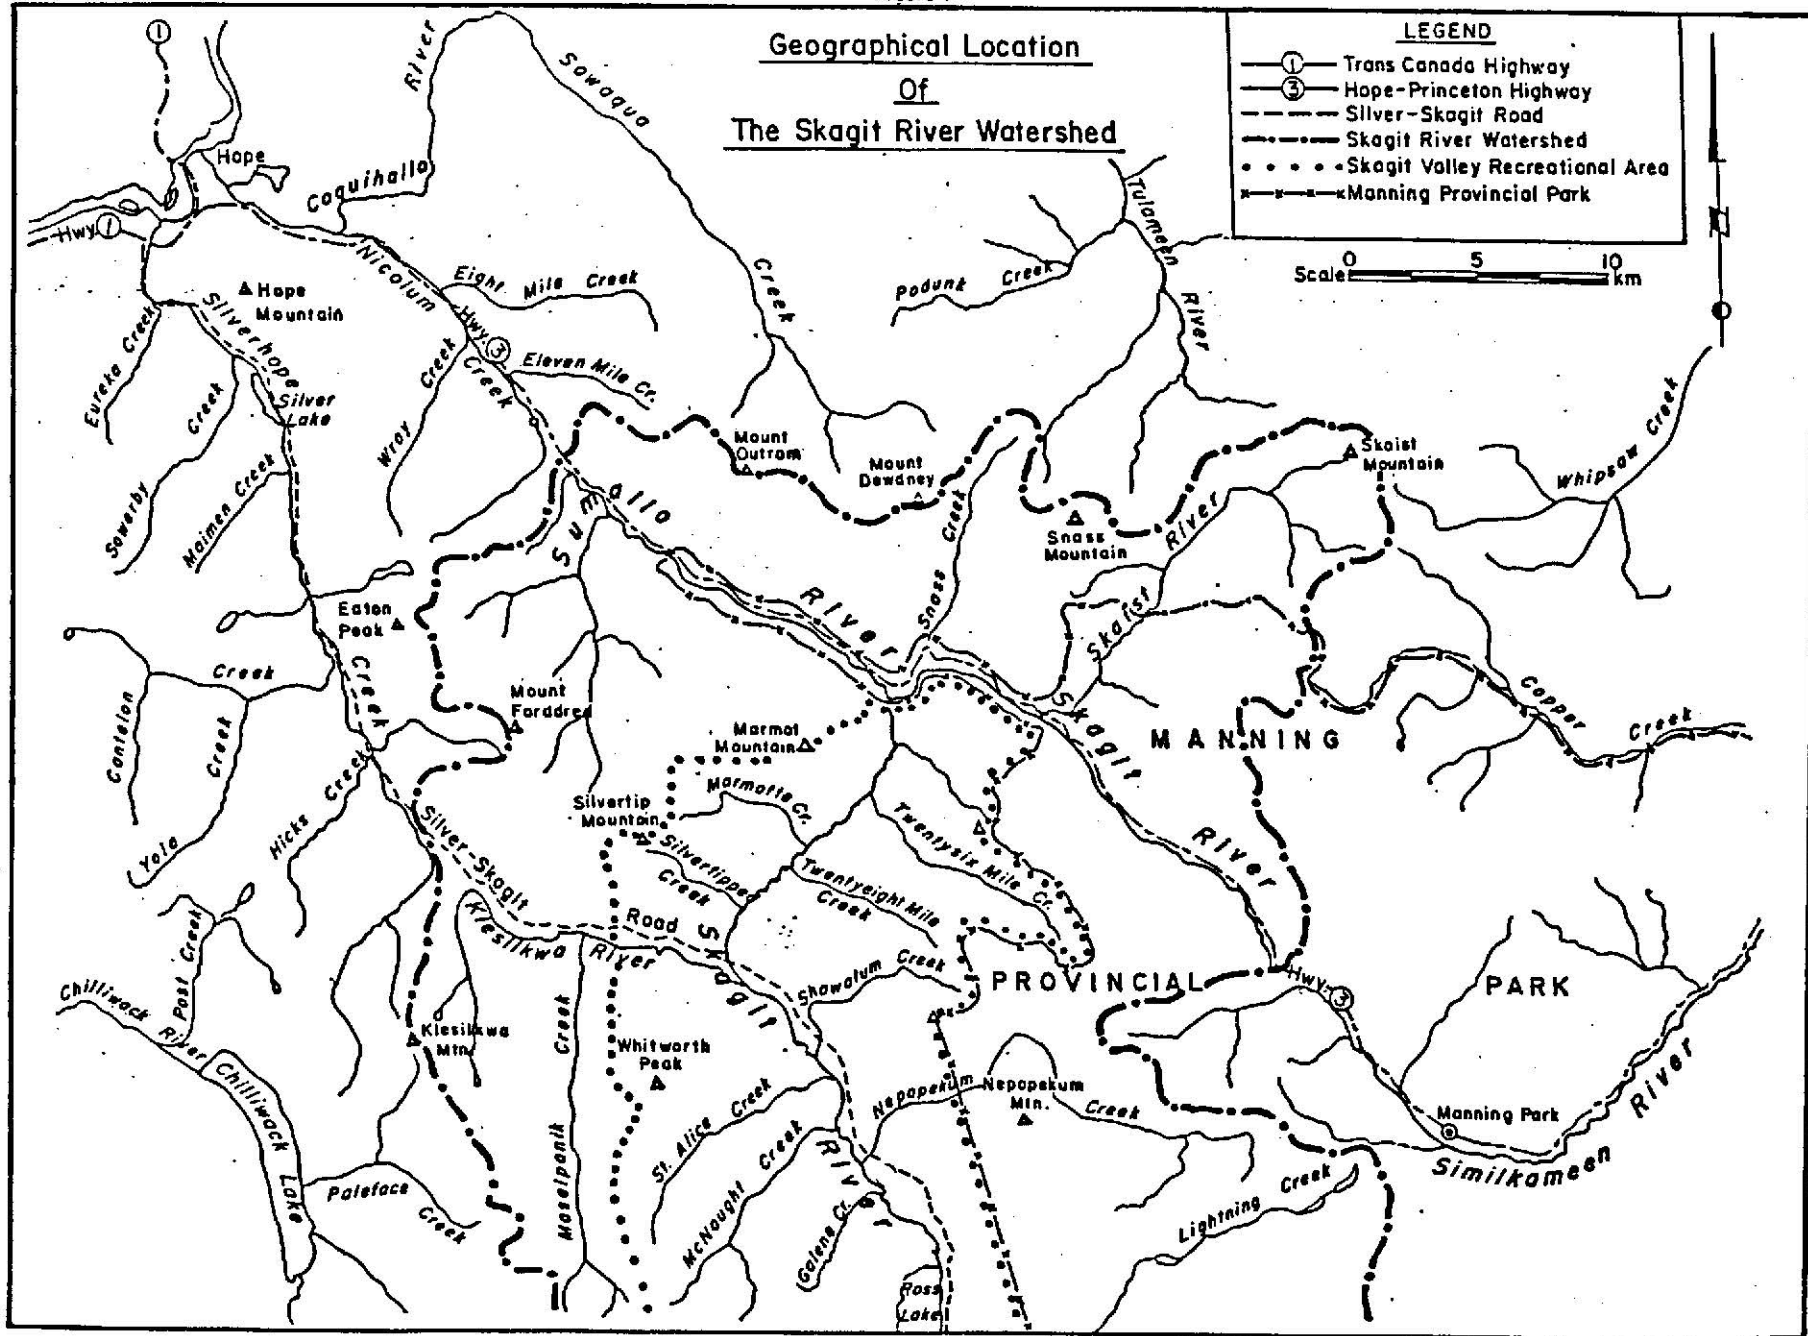 Geographical Location
Of
The Skagit River Watershed
LEGEND
1 Trans Canada Highway
3 Hope-Princeton Highway
Silver-Skagit Road
Skagit River Watershed
Skagit Valley Recreational Area
Manning Provincial Park
N
0 5 10
Scale km
1
Hope
Hwy. 1
Coquihalla River
Sowaqua Creek
Nicolum Creek
Eight Mile Creek
Hwy. 3
Eleven Mile Cr.
Podunk Creek
Tulameen River
Hope
Mountain
Silverhope Creek
Eureka Creek
Silver
Lake
Wray Creek
Sowerby Creek
Maimen Creek
Mount
Outram
Mount
Dewdney
Skaist
Mountain
Whipsaw Creek
Sumallo River
Snass Creek
Snass
Mountain
Skaist River
Eaton
Peak
Mount
Forddred
Conteion Creek
Yola Creek
Hicks Creek
Marmot
Mountain
Skagit River
MANNING
Copper Creek
Silvertip
Mountain
Marmotte Cr.
Silvertipped
Creek
Twentysix Mile Cr.
Twentyeight Mile
Creek
Silver-Skagit Road
Klesilkwa River
Skagit River
Post Creek
Chilliwack River
Chilliwack Lake
Klesilkwa
Mtn.
Shawatum Creek
PROVINCIAL
PARK
Hwy. 3
Whitworth
Peak
Maselpanik Creek
St. Alice Creek
McNaught Creek
Nepopekum Creek
Nepopekum
Mtn.
Manning Park
Similkameen River
Paleface
Creek
Galene Cr.
Lightning Creek
Ross
Lake